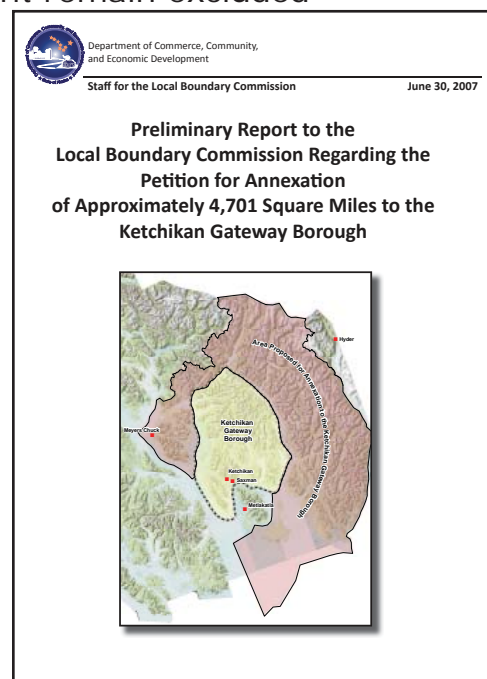 nt remain excluded
Department of Commerce, Community,
and Economic Development
Staff for the Local Boundary Commission June 30, 2007
Preliminary Report to the
Local Boundary Commission Regarding the
Petition for Annexation
of Approximately 4,701 Square Miles to the
Ketchikan Gateway Borough
Hyder
Area Proposed for Annexation to the Ketchikan Gateway Borough
Meyers Chuck
Ketchikan
Gateway
Borough
Ketchikan
Saxman
Metlakatla